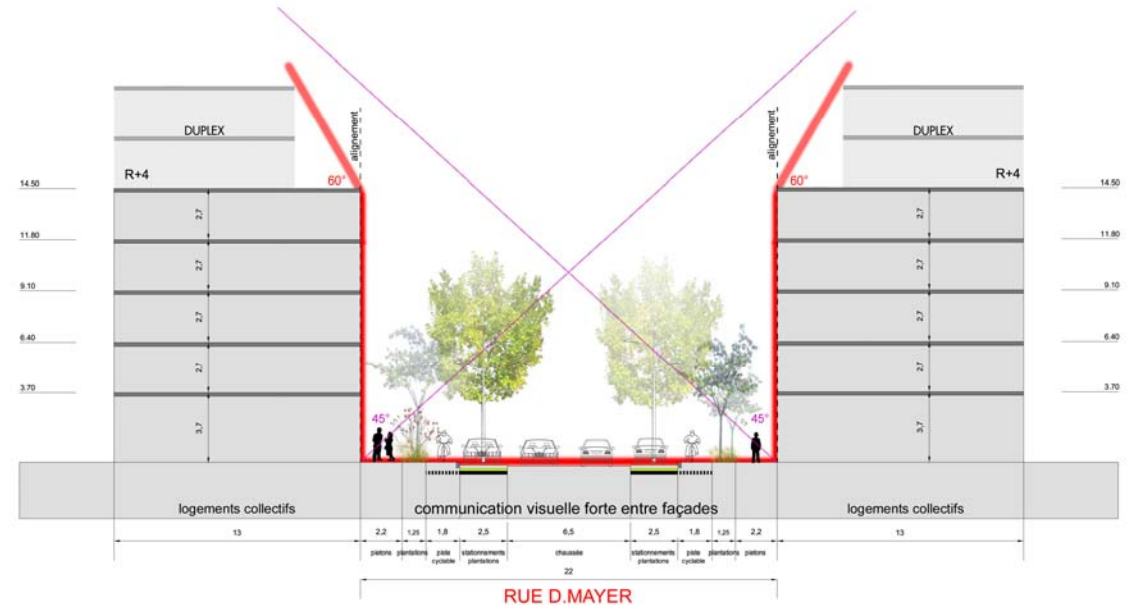 DUPLEX
alignement
alignement
DUPLEX
R+4
60°
60°
R+4
14.50
14.50
2,7
2,7
11.80
11.80
2,7
2,7
9.10
9.10
2,7
2,7
6.40
6.40
2,7
2,7
3.70
3.70
45°
45°
3,7
3,7
logements collectifs
communication visuelle forte entre façades
logements collectifs
13
2,2
1,25
1,8
2,5
6,5
2,5
1,8
1,25
2,2
13
pietons
plantations
piste cyclable
stationnements plantations
chaussée
stationnements plantations
piste cyclable
plantations
pietons
22
RUE D.MAYER